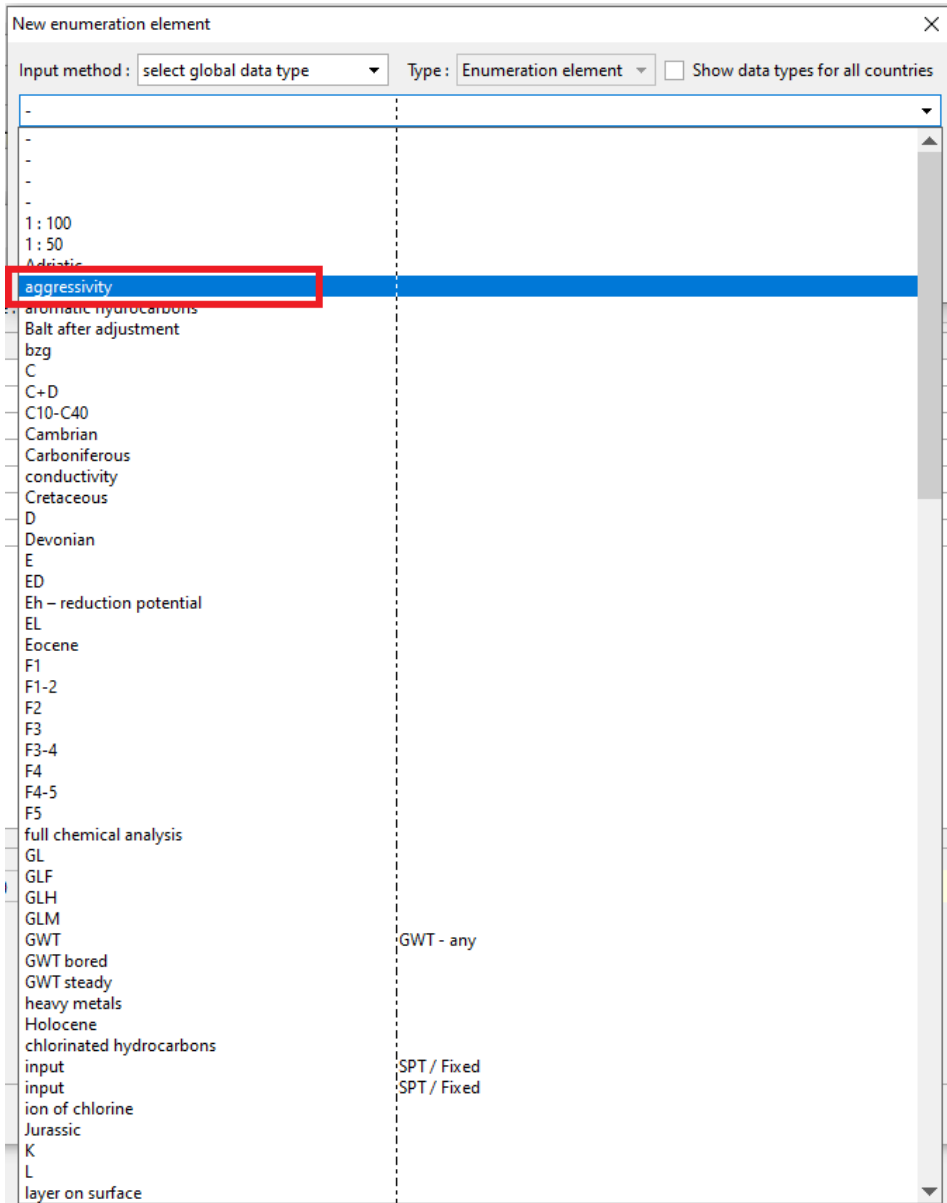 New enumeration element
Input method : select global data type Type : Enumeration element Show data types for all countries
-
-
-
-
-
1 : 100
1 : 50
Adriatic
aggressivity
aromatic hydrocarbons
Balt after adjustment
bzg
C
C+D
C10-C40
Cambrian
Carboniferous
conductivity
Cretaceous
D
Devonian
E
ED
Eh – reduction potential
EL
Eocene
F1
F1-2
F2
F3
F3-4
F4
F4-5
F5
full chemical analysis
GL
GLF
GLH
GLM
GWT GWT - any
GWT bored
GWT steady
heavy metals
Holocene
chlorinated hydrocarbons
input SPT / Fixed
input SPT / Fixed
ion of chlorine
Jurassic
K
L
layer on surface